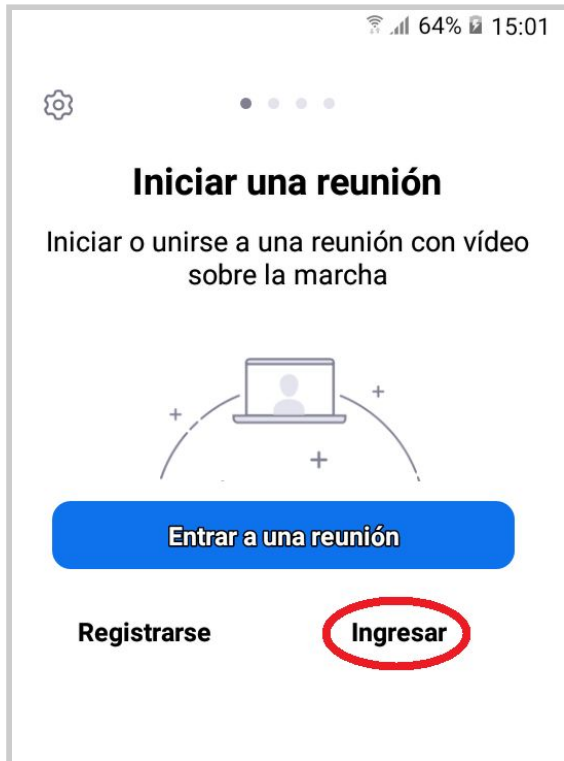 64% 15:01
Iniciar una reunión
Iniciar o unirse a una reunión con vídeo
sobre la marcha
Entrar a una reunión
Registrarse Ingresar